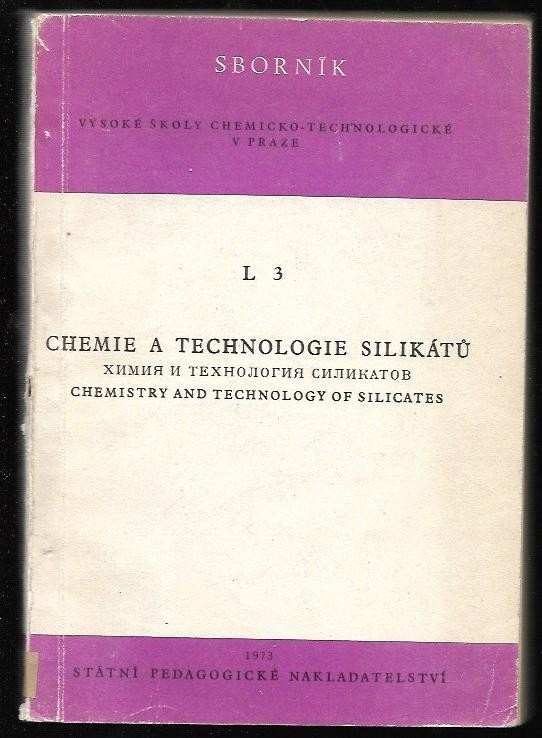 SBORNÍK
VYSOKÉ ŠKOLY CHEMICKO-TECHNOLOGICKÉ
V PRAZE
L 3
CHEMIE A TECHNOLOGIE SILIKÁTŮ
ХИМИЯ И ТЕХНОЛОГИЯ СИЛИКАТОВ
CHEMISTRY AND TECHNOLOGY OF SILICATES
1973
STÁTNÍ PEDAGOGICKÉ NAKLADATELSTVÍ